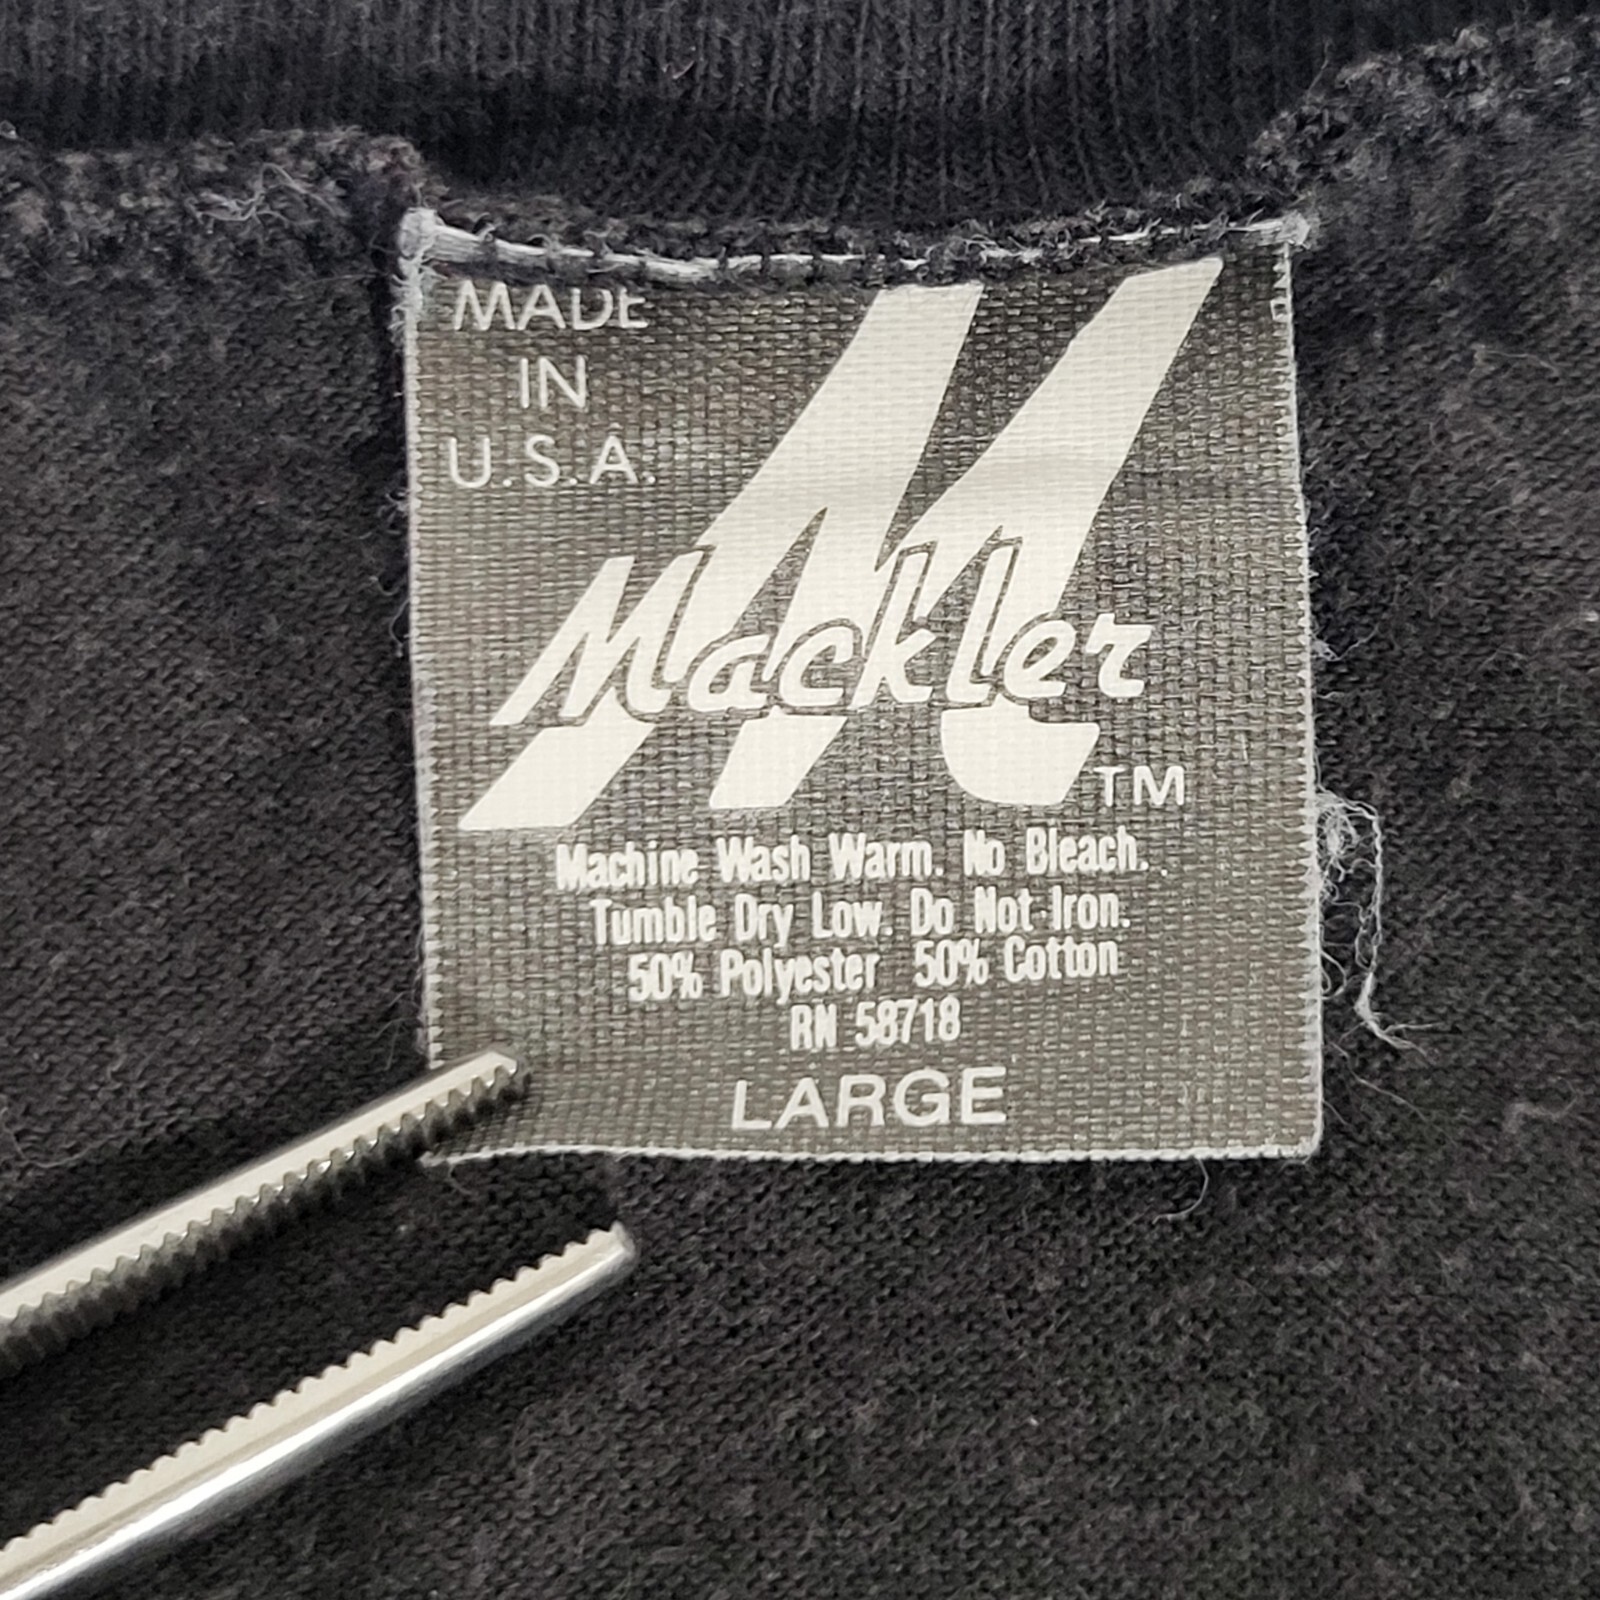 MADE
IN
U.S.A.
M
Mackler
TM
Machine Wash Warm. No Bleach.
Tumble Dry Low. Do Not Iron.
50% Polyester 50% Cotton
RN 58718
LARGE